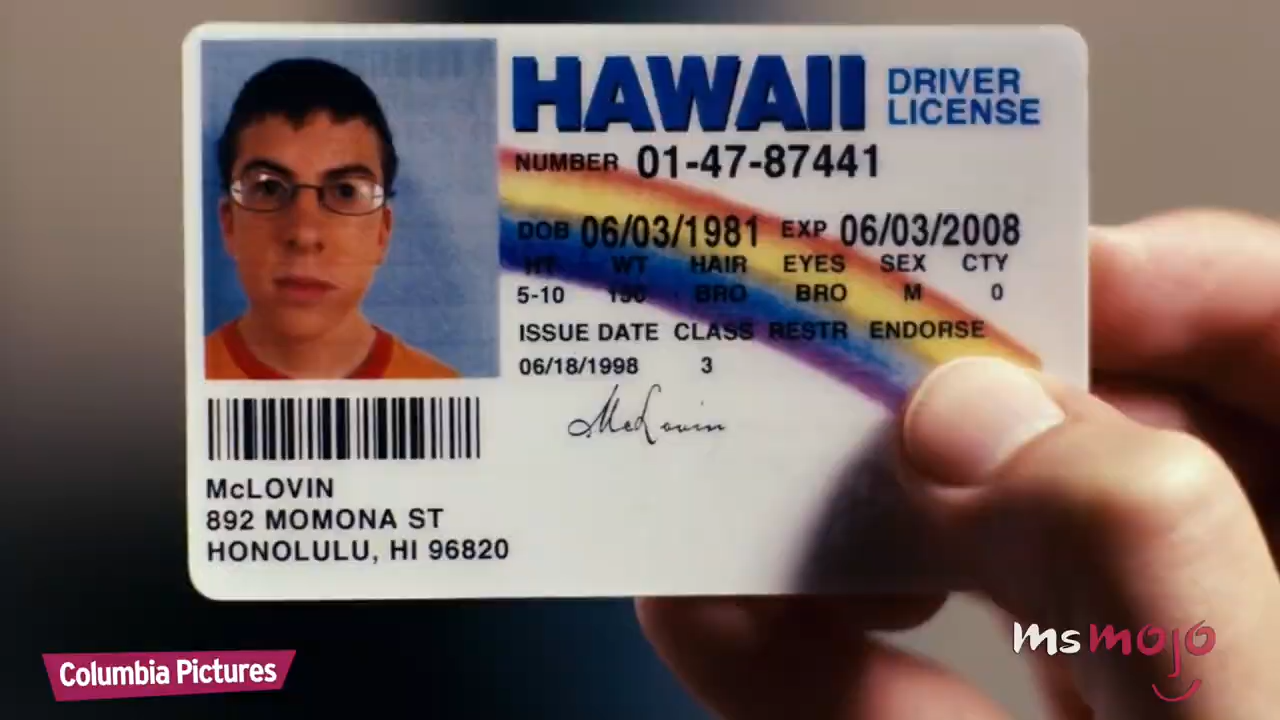 HAWAII
DRIVER
LICENSE
NUMBER 01-47-87441
DOB 06/03/1981 EXP 06/03/2008
HT WT HAIR EYES SEX CTY
5-10 150 BRO BRO M 0
ISSUE DATE CLASS RESTR ENDORSE
06/18/1998 3
McLovin
McLOVIN
892 MOMONA ST
HONOLULU, HI 96820
Columbia Pictures
msmojo